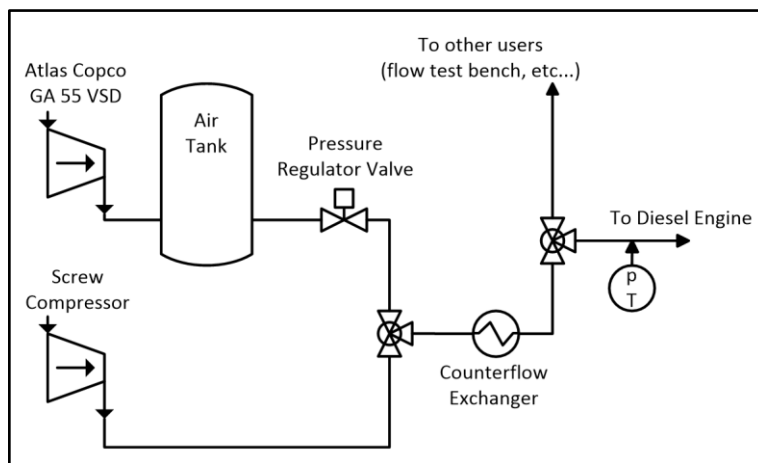 To other users
(flow test bench, etc...)
Atlas Copco
GA 55 VSD
Air
Tank
Pressure
Regulator Valve
To Diesel Engine
p
T
Screw
Compressor
Counterflow
Exchanger